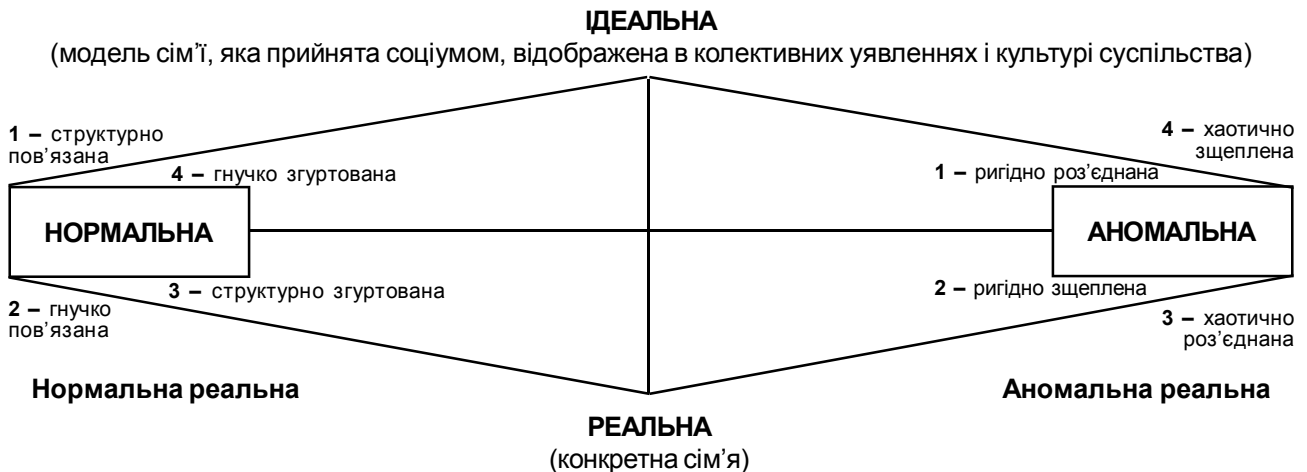 ІДЕАЛЬНА
(модель сім’ї, яка прийнята соціумом, відображена в колективних уявленнях і культурі суспільства)
1 – структурно
пов’язана
4 – хаотично
зщеплена
4 – гнучко згуртована
1 – ригідно роз’єднана
НОРМАЛЬНА
АНОМАЛЬНА
3 – структурно згуртована
2 – ригідно зщеплена
2 – гнучко
пов’язана
3 – хаотично
роз’єднана
Нормальна реальна
Аномальна реальна
РЕАЛЬНА
(конкретна сім’я)